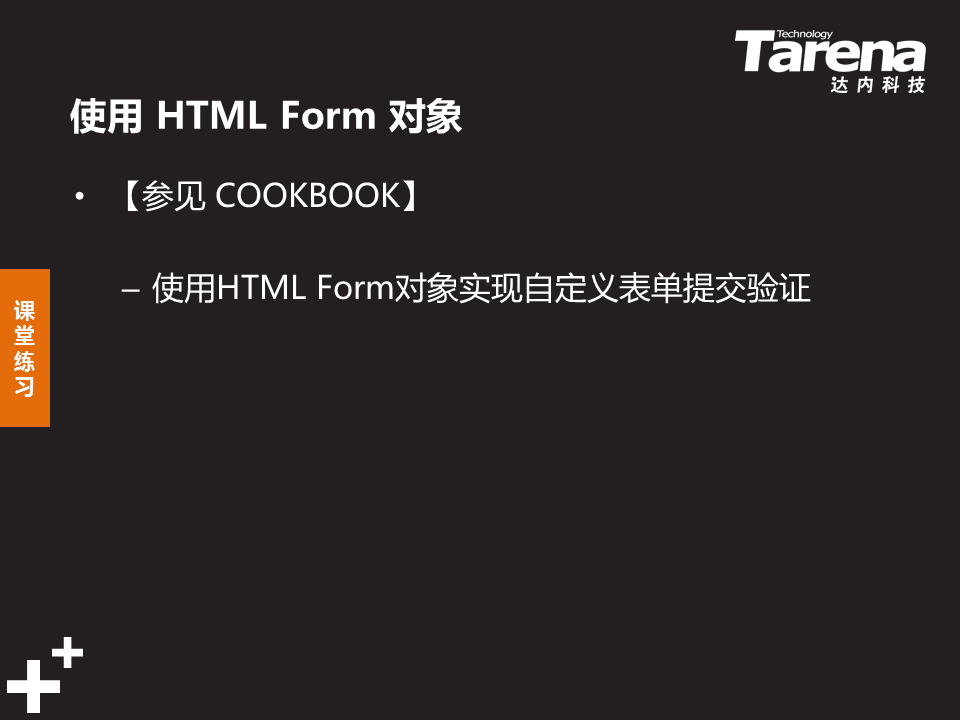 Technology
Tarena
达内科技
使用 HTML Form 对象
• 【参见 COOKBOOK】
– 使用HTML Form对象实现自定义表单提交验证
课
堂
练
习